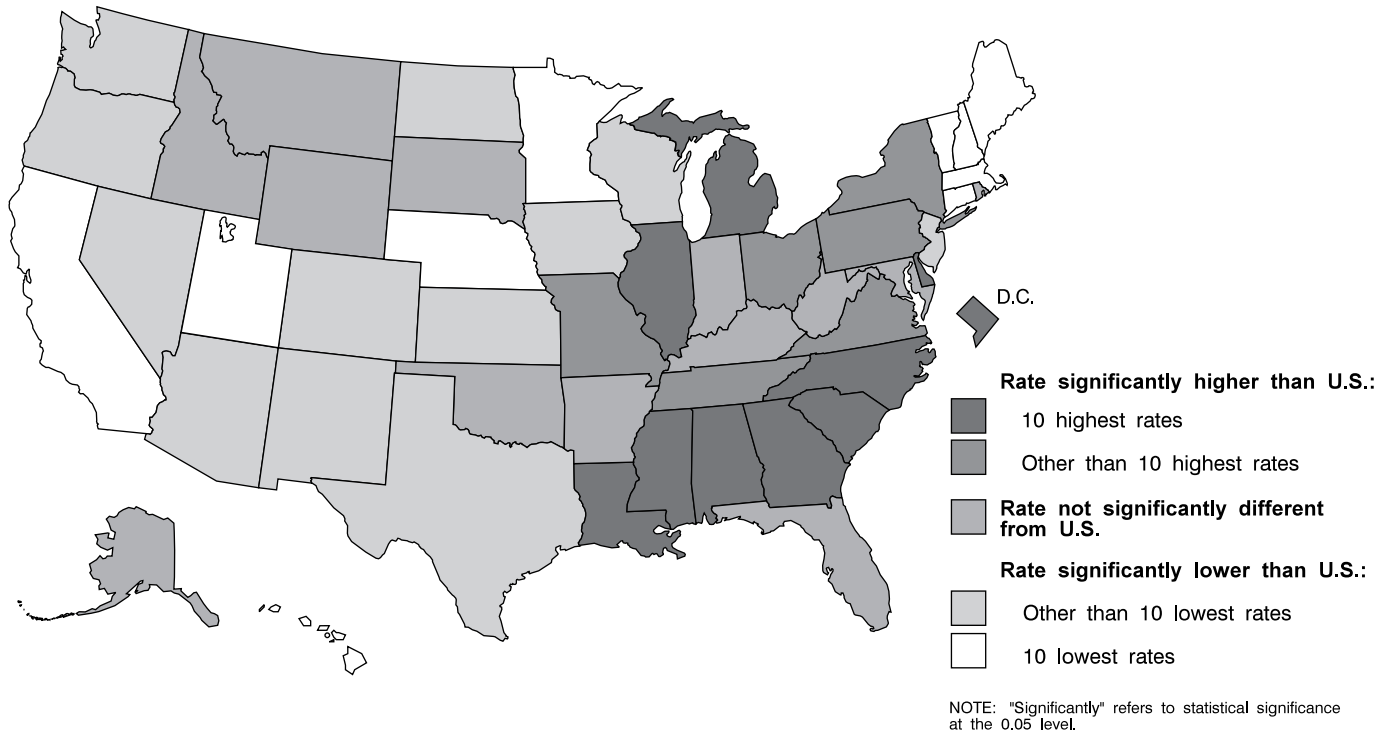 D.C.
Rate significantly higher than U.S.:
10 highest rates
Other than 10 highest rates
Rate not significantly different
from U.S.
Rate significantly lower than U.S.:
Other than 10 lowest rates
10 lowest rates
NOTE: "Significantly" refers to statistical significance
at the 0.05 level.